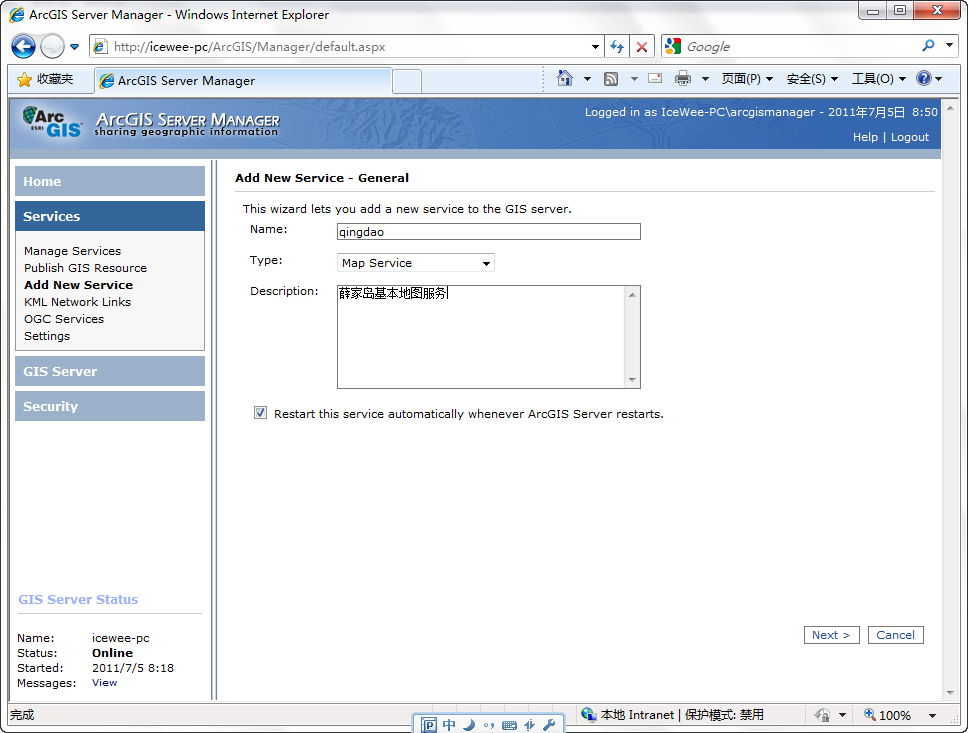 ArcGIS Server Manager - Windows Internet Explorer
http://icewee-pc/ArcGIS/Manager/default.aspx
Google
收藏夹
ArcGIS Server Manager
页面(P)
安全(S)
工具(O)
Arc
ESRI GIS
ArcGIS Server Manager
sharing geographic information
Logged in as IceWee-PC\arcgismanager - 2011年7月5日 8:50
Help | Logout
Home
Services
Manage Services
Publish GIS Resource
Add New Service
KML Network Links
OGC Services
Settings
GIS Server
Security
Add New Service - General
This wizard lets you add a new service to the GIS server.
Name: qingdao
Type: Map Service
Description: 薛家岛基本地图服务
Restart this service automatically whenever ArcGIS Server restarts.
GIS Server Status
Name: icewee-pc
Status: Online
Started: 2011/7/5 8:18
Messages: View
Next >
Cancel
完成
中
本地 Intranet | 保护模式: 禁用
100%